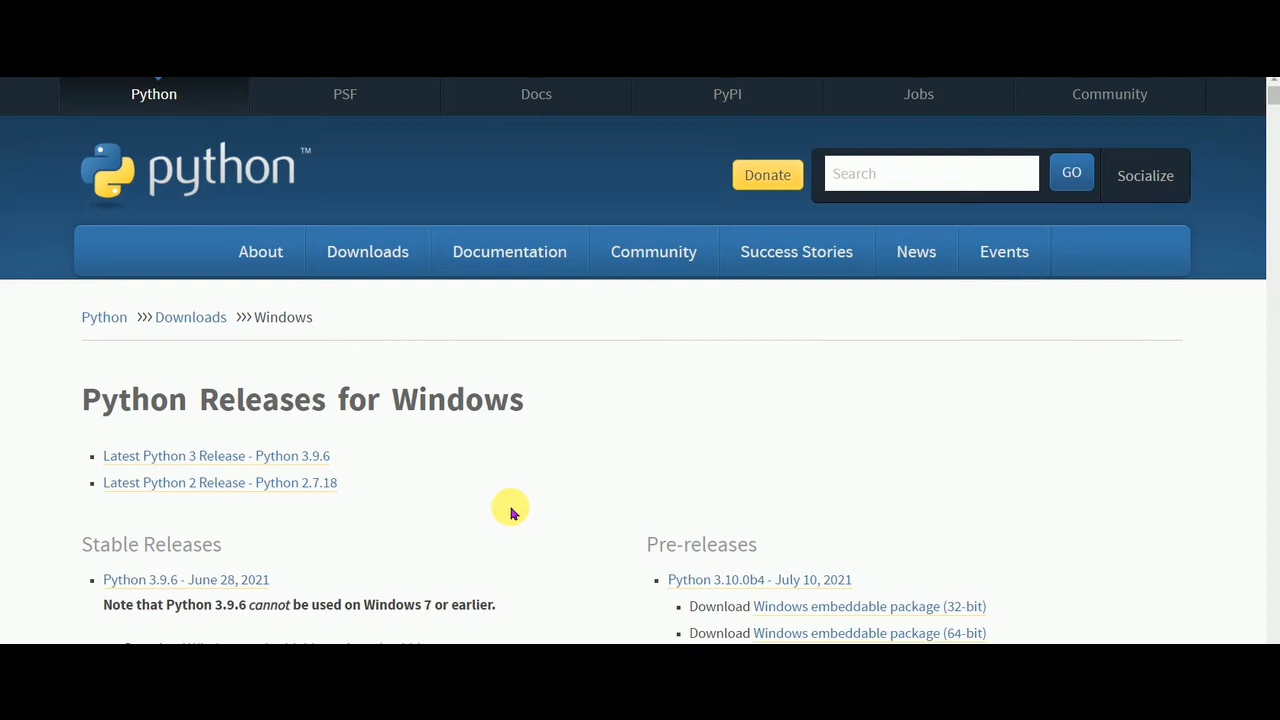 Python PSF Docs PyPI Jobs Community
python™
Donate Search GO Socialize
About Downloads Documentation Community Success Stories News Events
Python >>> Downloads >>> Windows
Python Releases for Windows
Latest Python 3 Release - Python 3.9.6
Latest Python 2 Release - Python 2.7.18
Stable Releases
Python 3.9.6 - June 28, 2021
Note that Python 3.9.6 cannot be used on Windows 7 or earlier.
Pre-releases
Python 3.10.0b4 - July 10, 2021
Download Windows embeddable package (32-bit)
Download Windows embeddable package (64-bit)